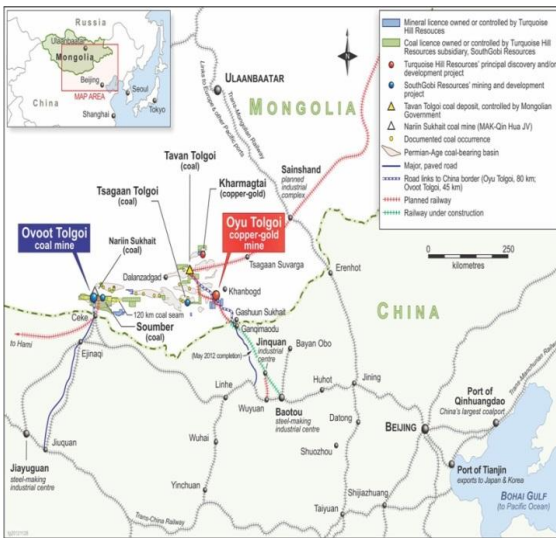 Russia
Ulaanbaatar
Mongolia
Beijing
Seoul
MAP AREA
China
Tokyo
Shanghai
Mineral licence owned or controlled by Turquoise
Hill Resouces
Coal licence owned or controlled by Turquoise Hill
Resources subsidiary, SouthGobi Resources
Turquoise Hill Resources' principal discovery and/or
development project
SouthGobi Resources' mining and development
project
Tavan Tolgoi coal deposit, controlled by Mongolian
Government
Nariin Sukhait coal mine (MAK-Qin Hua JV)
Documented coal occurrence
Permian-Age coal-bearing basin
Major, paved road
Road links to China border (Oyu Tolgoi, 80 km;
Ovoot Tolgoi, 45 km)
Planned railway
Railway under construction
0 250
kilometres
ULAANBAATAR
Links to Europe & other Pacific ports
Trans-Mongolian Railway
MONGOLIA
Sainshand
planned
industrial
complex
Tavan Tolgoi
(coal)
Kharmagtai
(copper-gold)
Tsagaan Tolgoi
(coal)
Oyu Tolgoi
copper-gold
mine
Ovoot Tolgoi
coal mine
Nariin Sukhait
(coal)
Tsagaan Suvarga
Dalanzadgad
Khanbogd
Erenhot
120 km coal seam
Gashuun Sukhait
Ganqimaodu
CHINA
Ceke
Soumber
(coal)
to Hami
Ejinaqi
(May 2012 completion)
Jinquan
industrial
centre
Bayan Obo
Linhe
Wuyuan
Baotou
steel-making
industrial centre
Huhot
Jining
Port of
Qinhuangdao
China's largest coalport
Trans-Manchurian Railway
Datong
BEIJING
Wuhai
Shuozhou
Jiayuguan
steel-making
industrial centre
Jiuquan
Port of Tianjin
exports to Japan & Korea
BOHAI GULF
(to Pacific Ocean)
Yinchuan
Shijiazhuang
Taiyuan
Trans-China Railway